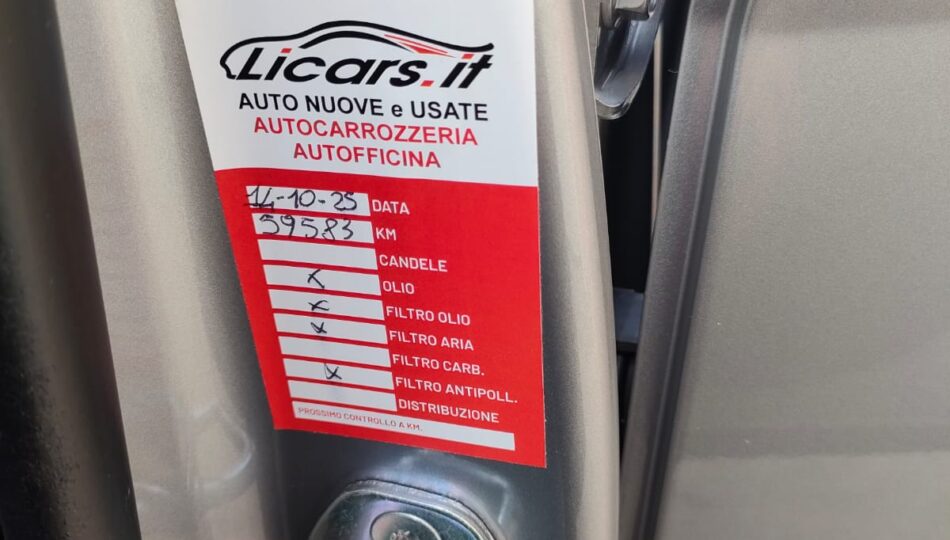 Licars.it
AUTO NUOVE e USATE
AUTOCARROZZERIA
AUTOFFICINA
14-10-25 DATA
59583 KM
CANDELE
x OLIO
x FILTRO OLIO
x FILTRO ARIA
FILTRO CARB.
x FILTRO ANTIPOLL.
DISTRIBUZIONE
PROSSIMO CONTROLLO A KM.